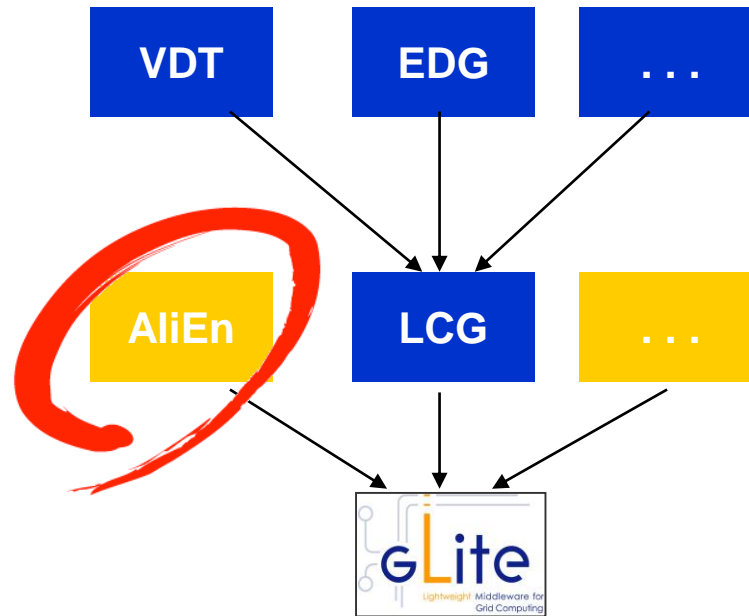 VDT EDG . . .
AliEn LCG . . .
gLite
Lightweight Middleware for
Grid Computing